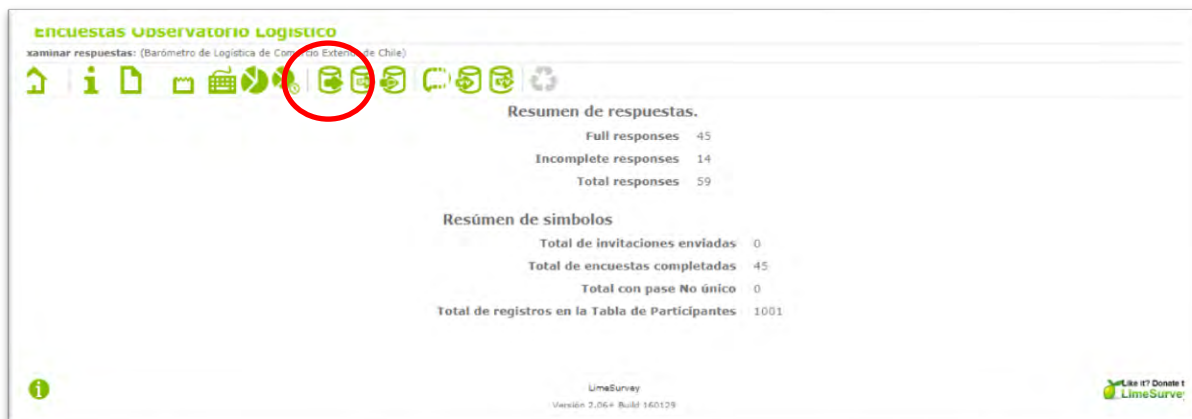 Encuestas Observatorio Logístico
xaminar respuestas: (Barómetro de Logística de Comercio Exterior de Chile)
Resumen de respuestas.
Full responses 45
Incomplete responses 14
Total responses 59
Resúmen de simbolos
Total de invitaciones enviadas 0
Total de encuestas completadas 45
Total con pase No único 0
Total de registros en la Tabla de Participantes 1001
LimeSurvey
Versión 2.06+ Build 160129
Like it? Donate t
LimeSurve